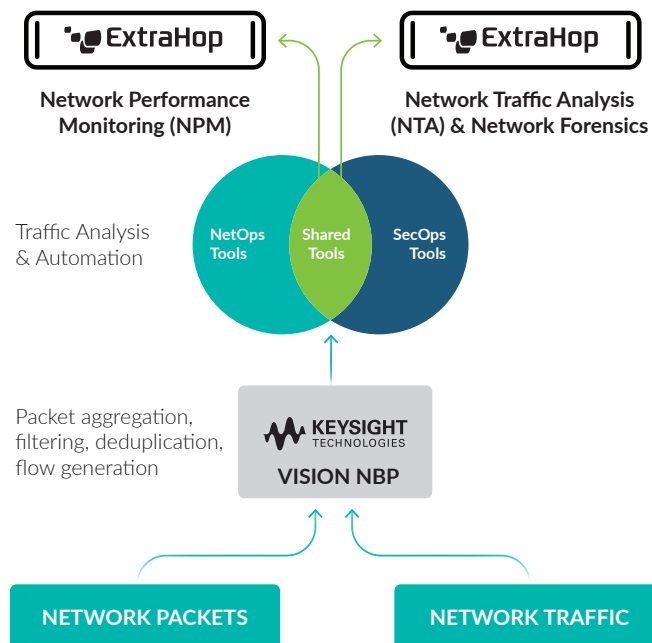 ExtraHop
ExtraHop
Network Performance
Monitoring (NPM)
Network Traffic Analysis
(NTA) & Network Forensics
Traffic Analysis
& Automation
NetOps
Tools
Shared
Tools
SecOps
Tools
Packet aggregation,
filtering, deduplication,
flow generation
KEYSIGHT
TECHNOLOGIES
VISION NBP
NETWORK PACKETS
NETWORK TRAFFIC